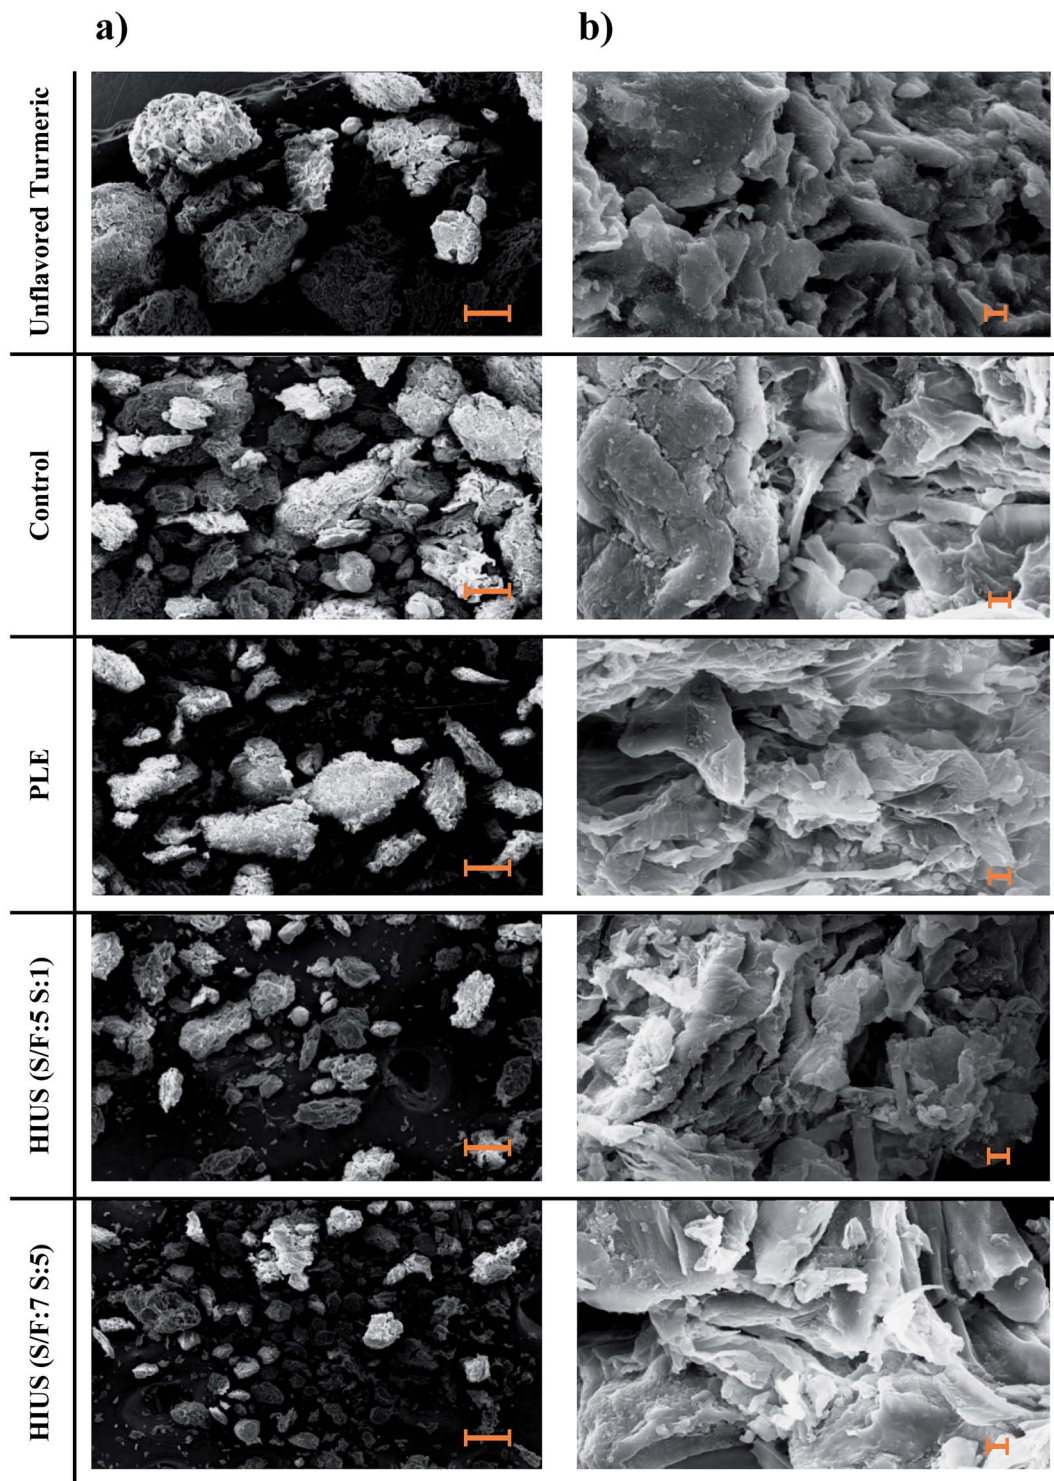 a)
b)
Unflavored Turmeric
Control
PLE
HIUS (S/F:5 S:1)
HIUS (S/F:7 S:5)